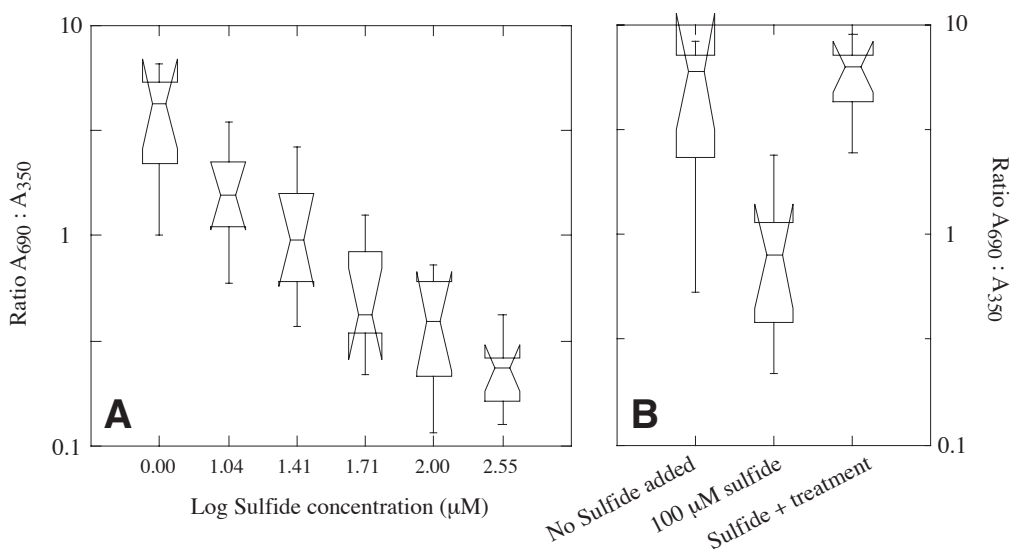 10
1
0.1
Ratio A690 : A350
A
0.00 1.04 1.41 1.71 2.00 2.55
Log Sulfide concentration (µM)
B
No Sulfide added
100 µM sulfide
Sulfide + treatment
10
1
0.1
Ratio A690 : A350